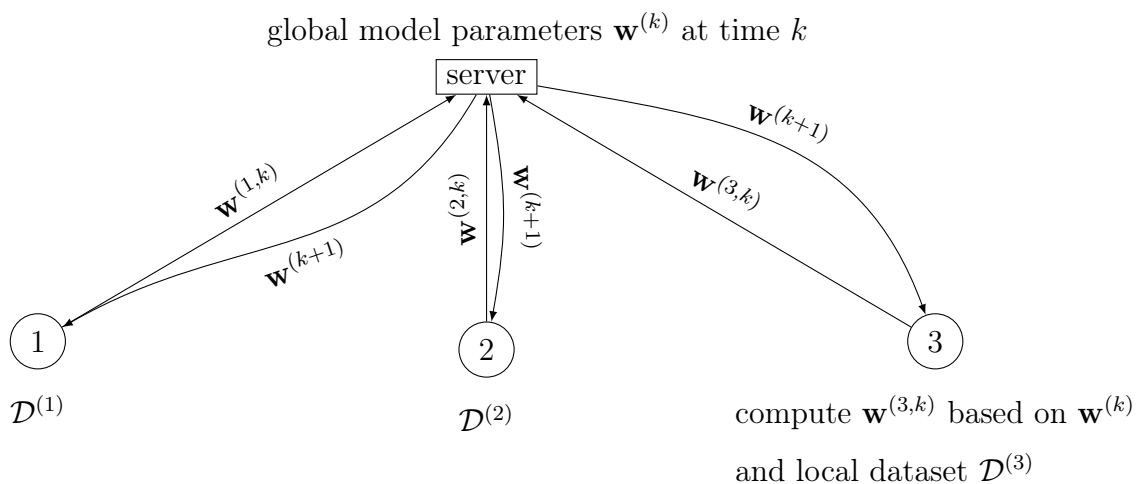 global model parameters w^(k) at time k
server
w^(1,k)
w^(k+1)
w^(2,k)
w^(k+1)
w^(3,k)
w^(k+1)
1
2
3
𝒟^(1)
𝒟^(2)
compute w^(3,k) based on w^(k)
and local dataset 𝒟^(3)